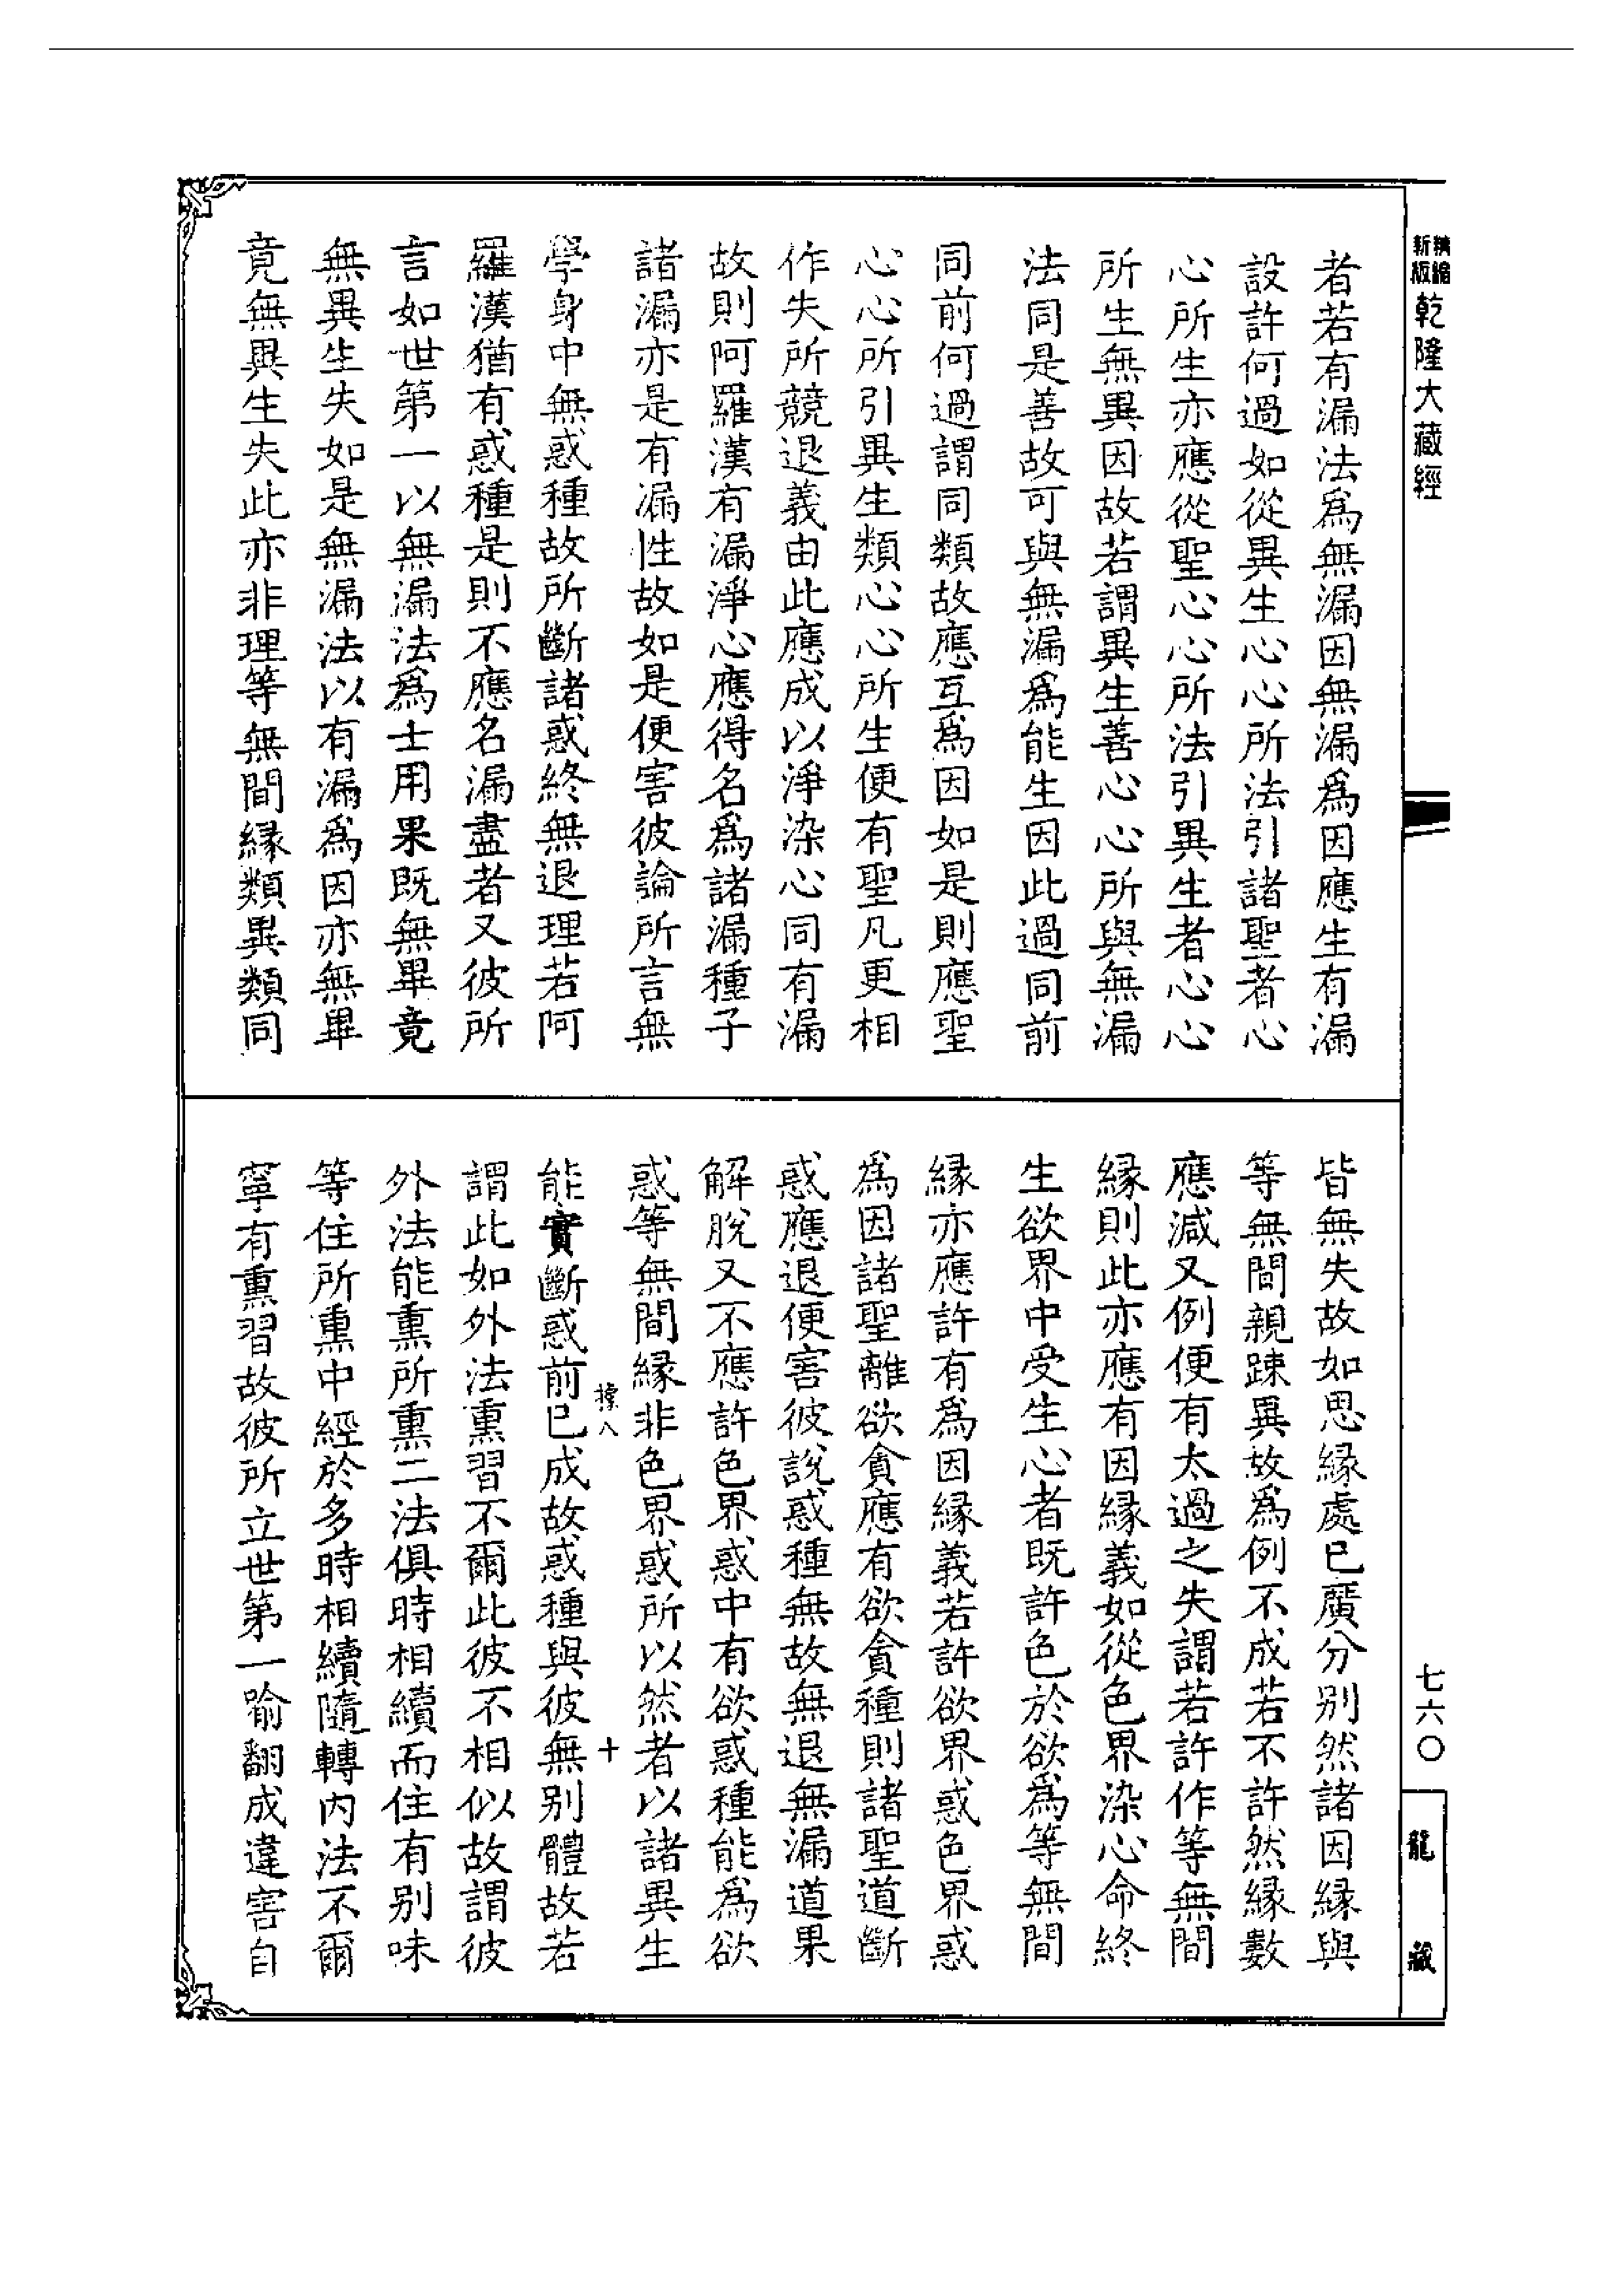 精縮新版乾隆大藏經
七六〇
龍藏
者若有漏法爲無漏因無漏爲因應生有漏
設許何過如從異生心心所法引諸聖者心
心所生亦應從聖心心所法引異生者心心
所生無異因故若謂異生善心心所與無漏
法同是善故可與無漏爲能生因此過同前
同前何過謂同類故應互爲因如是則應聖
心心所引異生類心心所生便有聖凡更相
作失所競退義由此應成以淨染心同有漏
故則阿羅漢有漏淨心應得名爲諸漏種子
諸漏亦是有漏性故如是便害彼論所言無
學身中無惑種故所斷諸惑終無退理若阿
羅漢猶有惑種是則不應名漏盡者又彼所
言如世第一以無漏法爲士用果既無畢竟
無異生失如是無漏法以有漏爲因亦無畢
竟無異生失此亦非理等無間緣類異類同
皆無失故如思緣處已廣分別然諸因緣與
等無間親踈異故爲例不成若不許然緣數
應減又例便有太過之失謂若許作等無間
緣則此亦應有因緣義如從色界染心命終
生欲界中受生心者既許色於欲爲等無間
緣亦應許有爲因緣義若許欲界惑色界惑
爲因諸聖離欲貪應有欲貪種則諸聖道斷
惑應退便害彼說惑種無故無退無漏道果
解脫又不應許色界惑中有欲惑種能爲欲
惑等無間緣非色界惑所以然者以諸異生
十
能實斷惑前已成故惑種與彼無別體故若
謂此如外法熏習不爾此彼不相似故謂彼
外法能熏所熏二法俱時相續而住有別味
等住所熏中經於多時相續隨轉內法不爾
寧有熏習故彼所立世第一喻翻成違害自